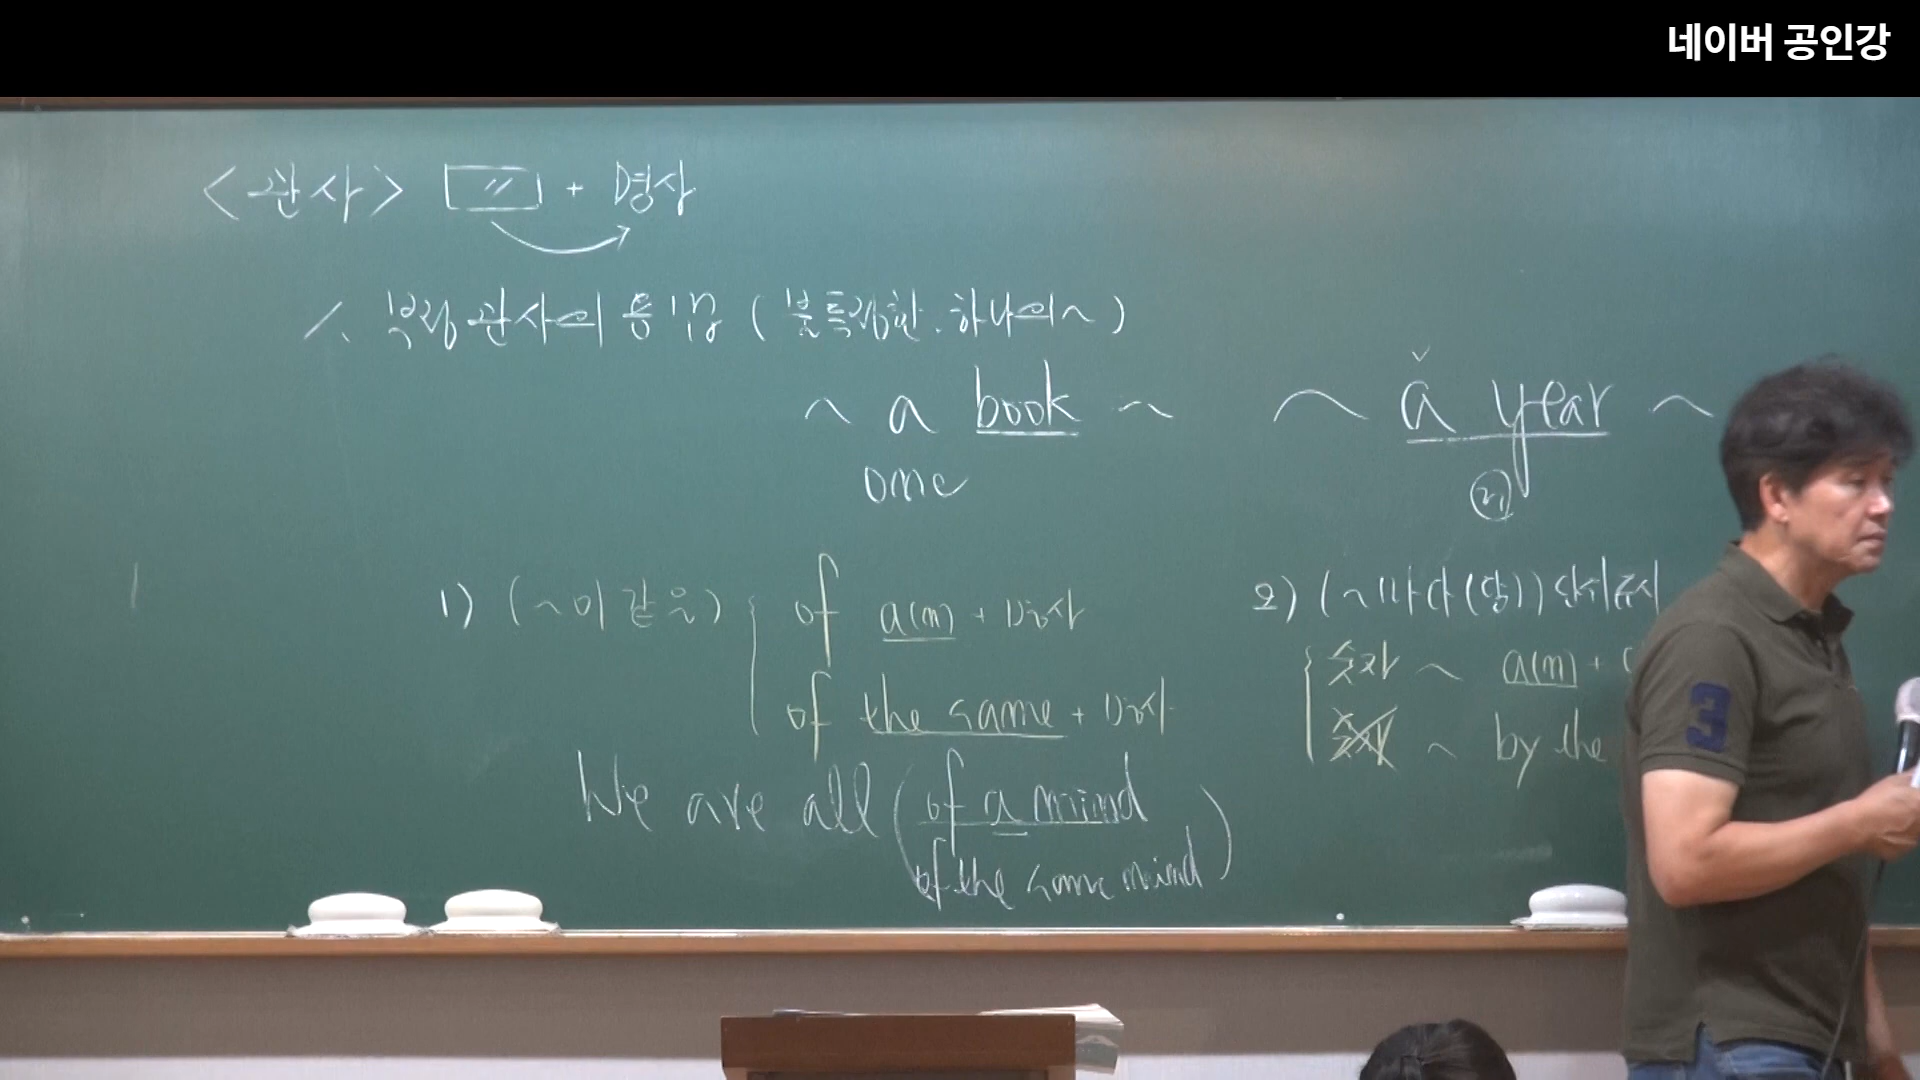 네이버 공인강
<관사> // + 명사
1. 부정관사의 용법 (불특정한. 하나의~)
~ a book ~
one
~ a year ~
1) (~이 같은)
of a(n) + 명사
of the same + 명사
We are all (of a mind
of the same mind)
2) (~마다(당)) 단위표시
숫자 ~ a(n) +
~ by the
3